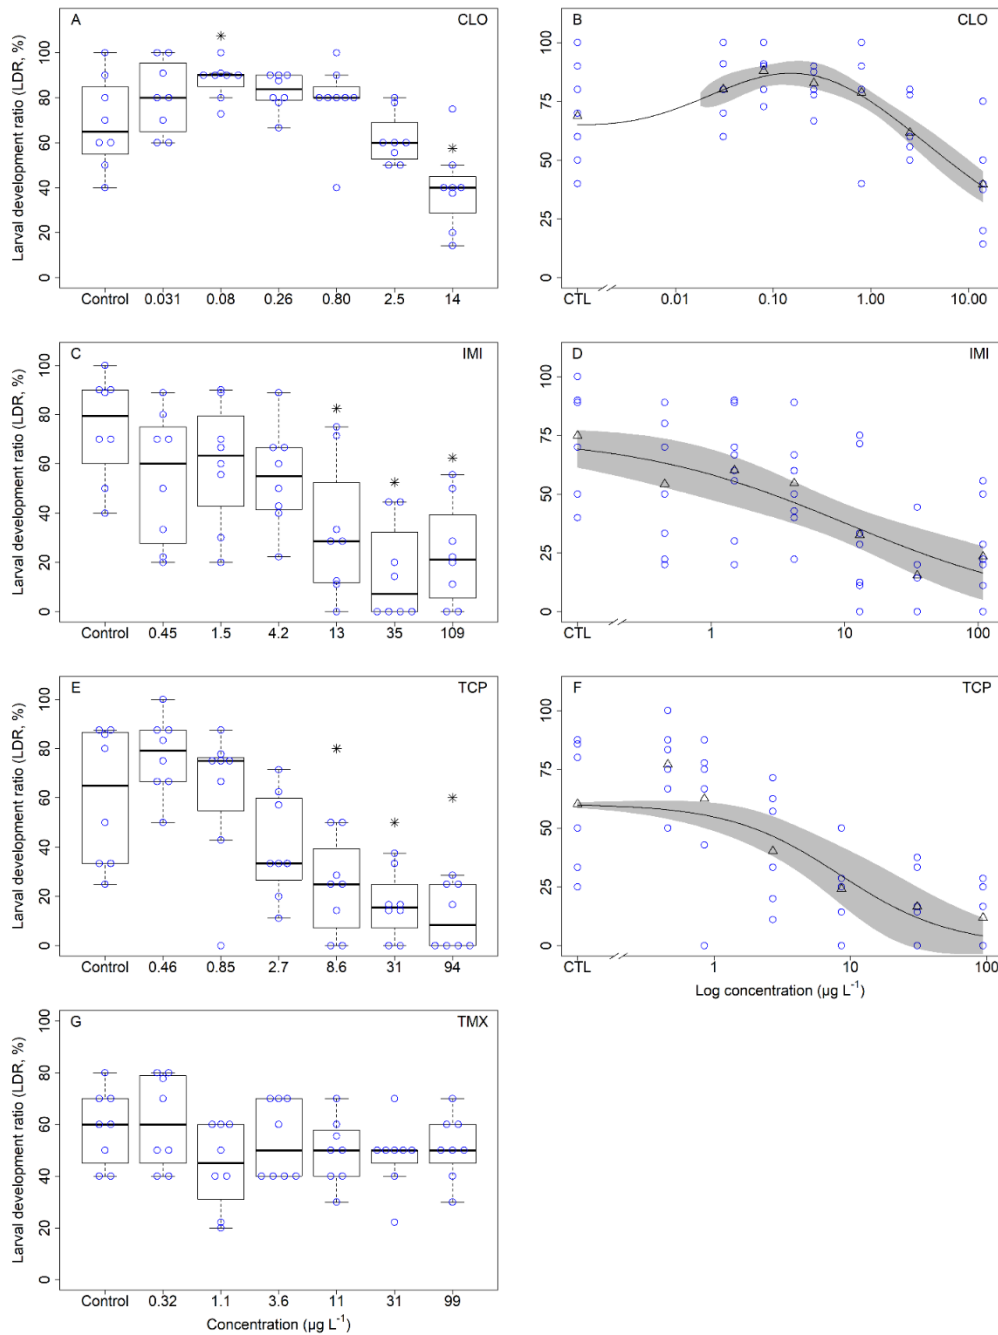 A CLO
Larval development ratio (LDR, %)
100
80
60
40
20
0
*
*
Control 0.031 0.08 0.26 0.80 2.5 14
B CLO
100
75
50
25
0
CTL 0.01 0.10 1.00 10.00
C IMI
Larval development ratio (LDR, %)
100
80
60
40
20
0
*
*
*
Control 0.45 1.5 4.2 13 35 109
D IMI
100
75
50
25
0
CTL 1 10 100
E TCP
Larval development ratio (LDR, %)
100
80
60
40
20
0
*
*
*
Control 0.46 0.85 2.7 8.6 31 94
F TCP
100
75
50
25
0
CTL 1 10 100
Log concentration (µg L⁻¹)
G TMX
Larval development ratio (LDR, %)
100
80
60
40
20
0
Control 0.32 1.1 3.6 11 31 99
Concentration (µg L⁻¹)